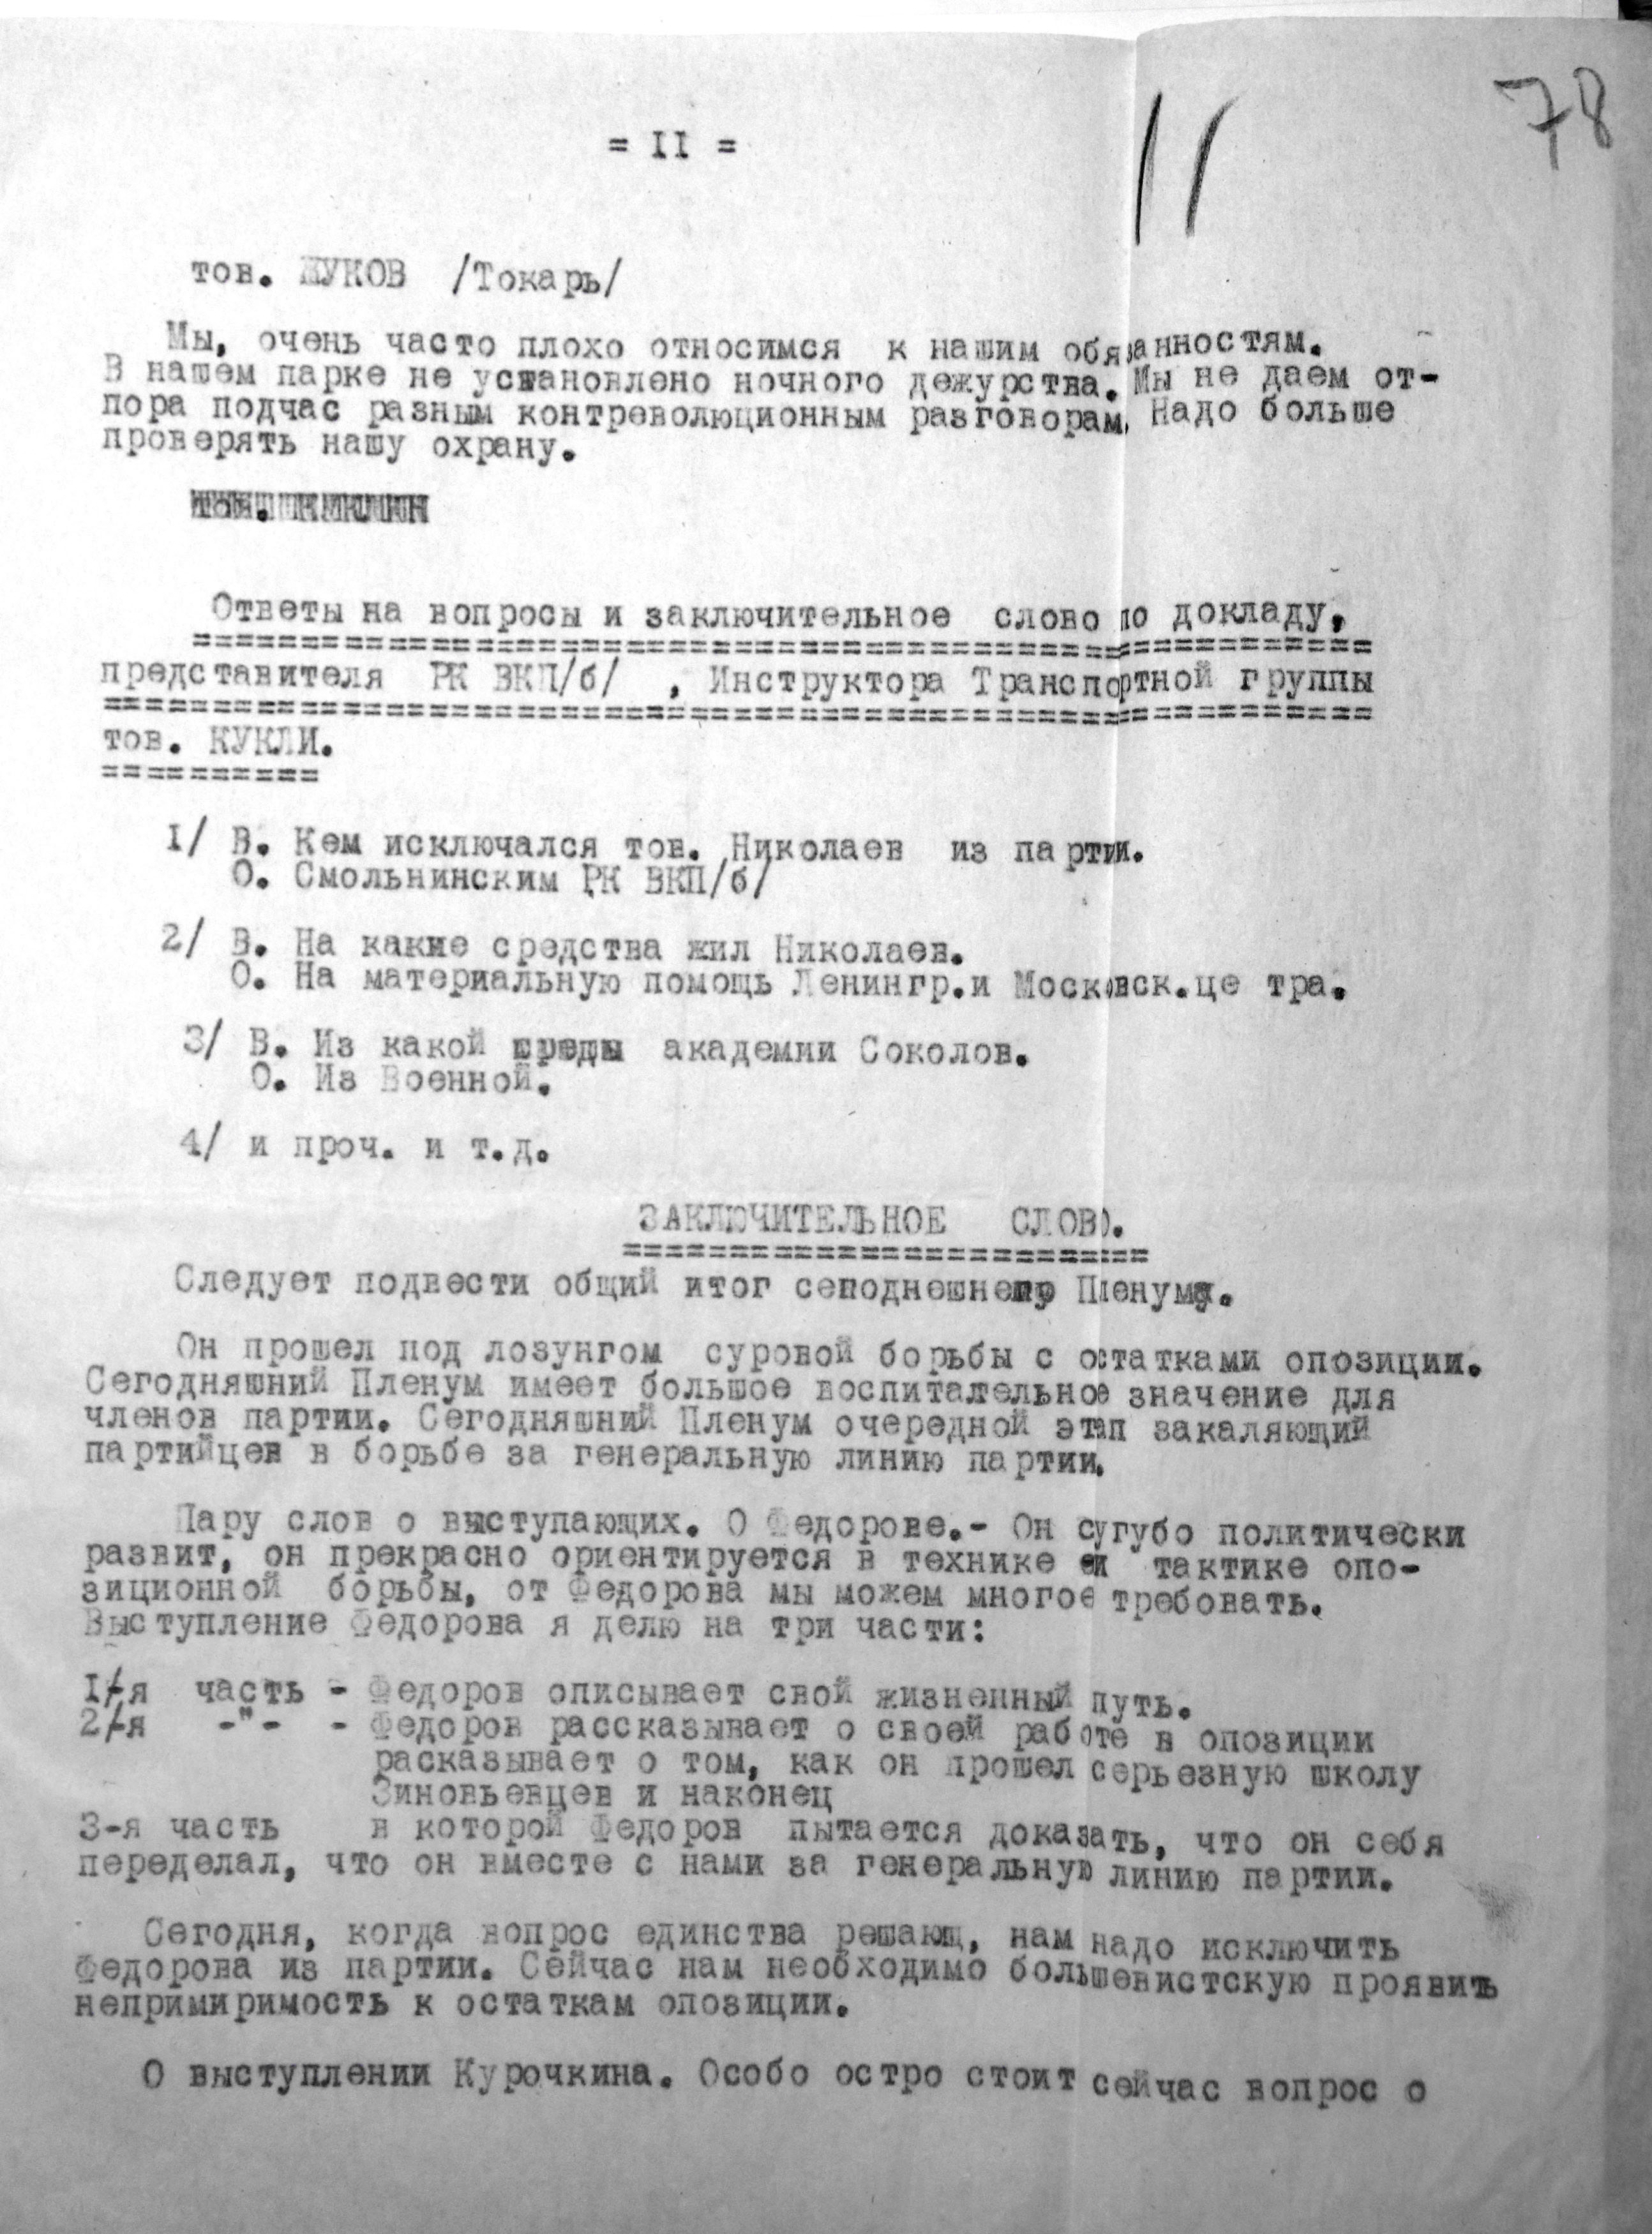 78
11
= II =
тов. ЖУКОВ /Токарь/
Мы, очень часто плохо относимся к нашим обязанностям.
В нашем парке не установлено ночного дежурства. Мы не даем от-
пора подчас разным контреволюционным разговорам. Надо больше
проверять нашу охрану.
Ответы на вопросы и заключительное слово по докладу,
==================================================
представителя РК ВКП/б/ , Инструктора Транспортной группы
==================================================
тов. КУКЛИ.
==========
I/ В. Кем исключался тов. Николаев из партии.
О. Смольнинским РК ВКП/б/
2/ В. На какие средства жил Николаев.
О. На материальную помощь Ленингр.и Московск.це тра.
3/ В. Из какой академии Соколов.
О. Из Военной.
4/ и проч. и т.д.
ЗАКЛЮЧИТЕЛЬНОЕ СЛОВО.
=========================
Следует подвести общий итог сегоднешнему Пленуму.
Он прошел под лозунгом суровой борьбы с остатками опозиции.
Сегодняшний Пленум имеет большое воспитательное значение для
членов партии. Сегодняшний Пленум очередной этап закаляющий
партийцев в борьбе за генеральную линию партии.
Пару слов о выступающих. О Федорове.- Он сугубо политически
развит, он прекрасно ориентируется в технике и тактике опо-
зиционной борьбы, от Федорова мы можем многое требовать.
Выступление Федорова я делю на три части:
I/-я часть - Федоров описывает свой жизненный путь.
2/-я -"- - Федоров рассказывает о своей работе в опозиции
расказывает о том, как он прошел серьезную школу
Зиновьевцев и наконец
3-я часть в которой Федоров пытается доказать, что он себя
переделал, что он вместе с нами за генеральную линию партии.
Сегодня, когда вопрос единства решающ, нам надо исключить
Федорова из партии. Сейчас нам необходимо большевистскую проявить
непримиримость к остаткам опозиции.
О выступлении Курочкина. Особо остро стоит сейчас вопрос о